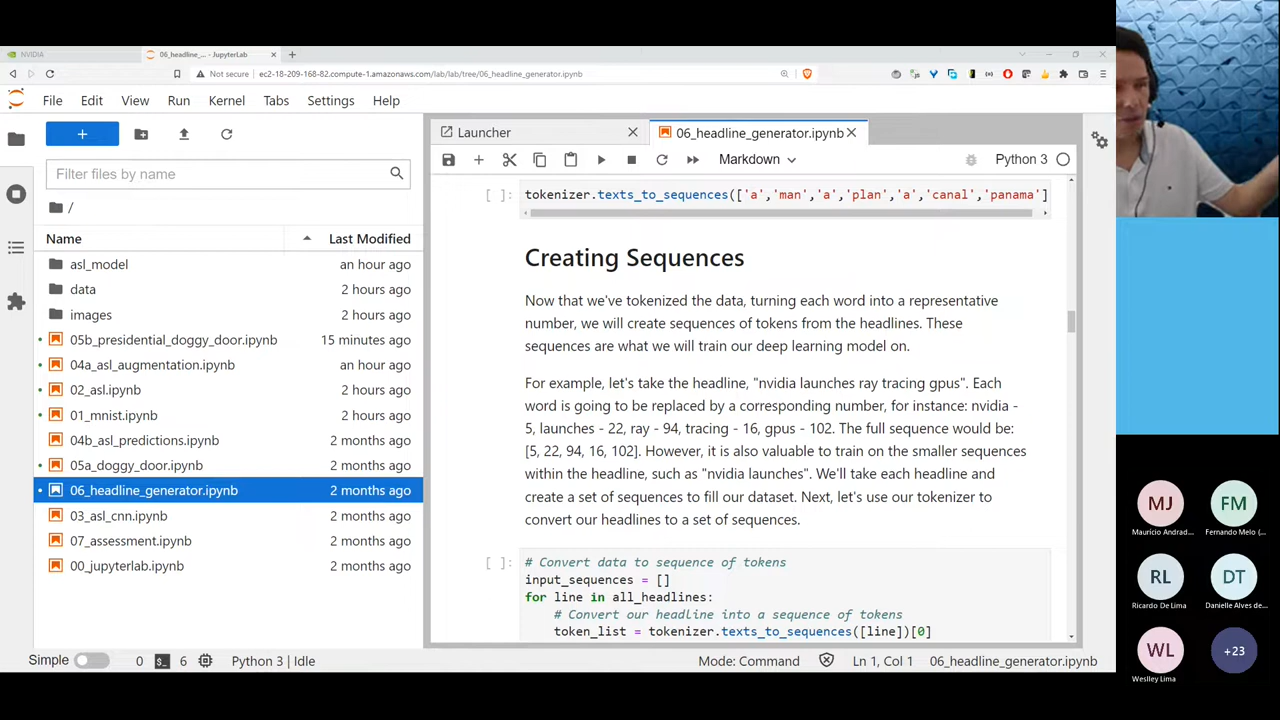 NVIDIA
06_headline_... - JupyterLab
Not secure
ec2-18-209-168-82.compute-1.amazonaws.com/lab/lab/tree/06_headline_generator.ipynb
File Edit View Run Kernel Tabs Settings Help
Launcher
06_headline_generator.ipynb
Markdown
Python 3
Filter files by name
/
Name Last Modified
asl_model an hour ago
data 2 hours ago
images 2 hours ago
05b_presidential_doggy_door.ipynb 15 minutes ago
04a_asl_augmentation.ipynb an hour ago
02_asl.ipynb 2 hours ago
01_mnist.ipynb 2 hours ago
04b_asl_predictions.ipynb 2 months ago
05a_doggy_door.ipynb 2 months ago
06_headline_generator.ipynb 2 months ago
03_asl_cnn.ipynb 2 months ago
07_assessment.ipynb 2 months ago
00_jupyterlab.ipynb 2 months ago
[ ]: tokenizer.texts_to_sequences(['a','man','a','plan','a','canal','panama']
Creating Sequences
Now that we've tokenized the data, turning each word into a representative
number, we will create sequences of tokens from the headlines. These
sequences are what we will train our deep learning model on.
For example, let's take the headline, "nvidia launches ray tracing gpus". Each
word is going to be replaced by a corresponding number, for instance: nvidia -
5, launches - 22, ray - 94, tracing - 16, gpus - 102. The full sequence would be:
[5, 22, 94, 16, 102]. However, it is also valuable to train on the smaller sequences
within the headline, such as "nvidia launches". We'll take each headline and
create a set of sequences to fill our dataset. Next, let's use our tokenizer to
convert our headlines to a set of sequences.
[ ]: # Convert data to sequence of tokens
input_sequences = []
for line in all_headlines:
# Convert our headline into a sequence of tokens
token_list = tokenizer.texts_to_sequences([line])[0]
Simple 0 6 Python 3 | Idle
Mode: Command Ln 1, Col 1 06_headline_generator.ipynb
MJ FM
Mauricio Andrad... Fernando Melo (...
RL DT
Ricardo De Lima Danielle Alves de...
WL +23
Weslley Lima